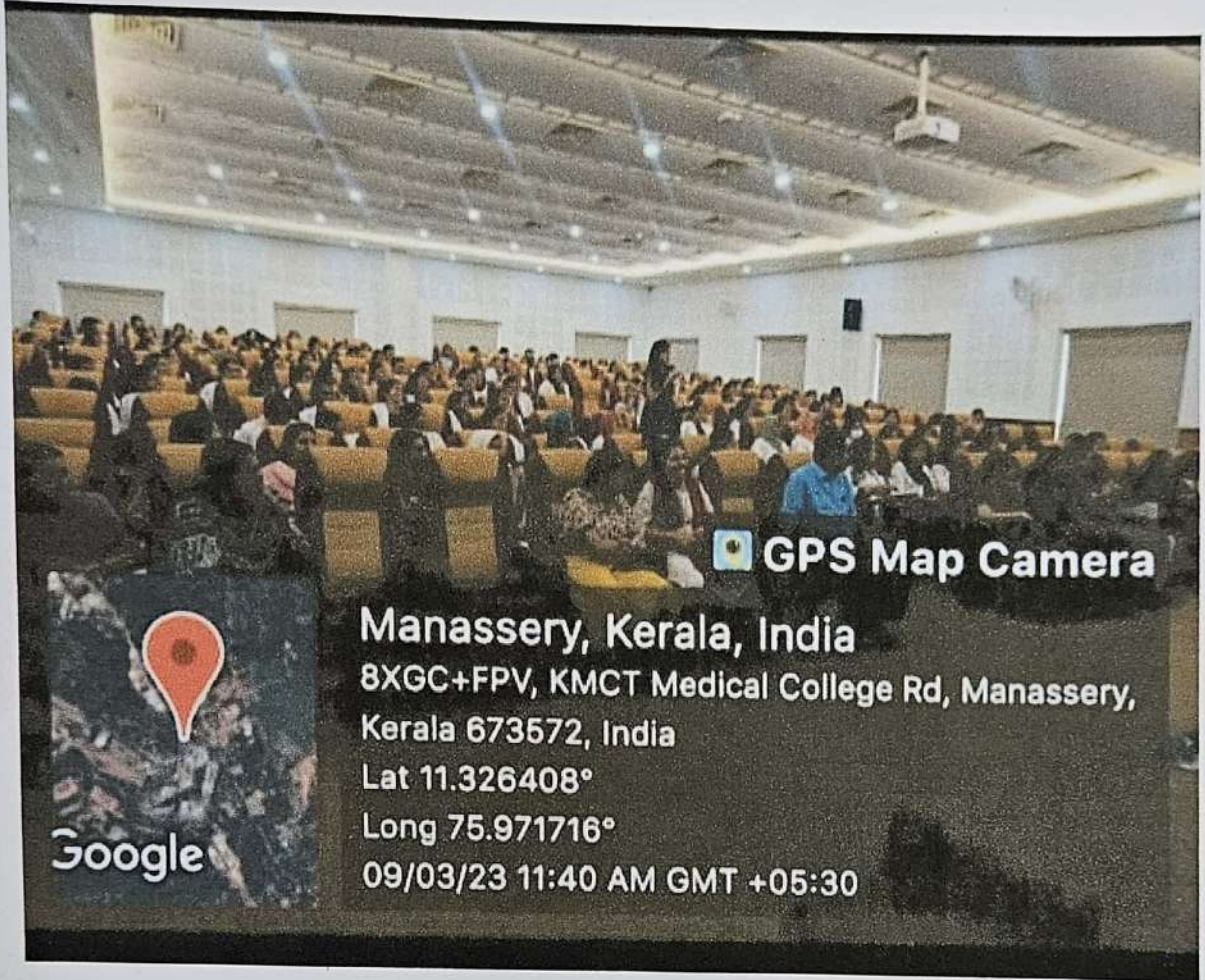 GPS Map Camera
Manassery, Kerala, India
8XGC+FPV, KMCT Medical College Rd, Manassery,
Kerala 673572, India
Lat 11.326408°
Long 75.971716°
09/03/23 11:40 AM GMT +05:30
Google